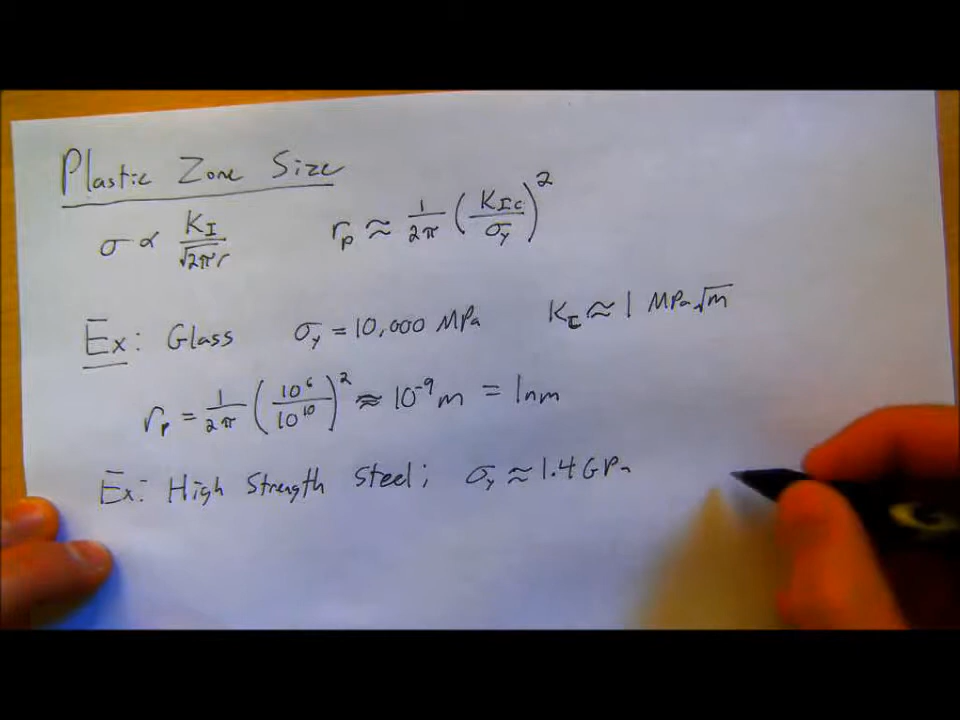 Plastic Zone Size
σ ∝ K_I / √(2πr)    r_p ≈ 1/2π (K_Ic / σ_y)²
Ex: Glass    σ_y = 10,000 MPa    K_I ≈ 1 MPa√m
r_p = 1/2π (10⁶ / 10¹⁰)² ≈ 10⁻⁹ m = 1nm
Ex: High Strength Steel; σ_y ≈ 1.4 GPa